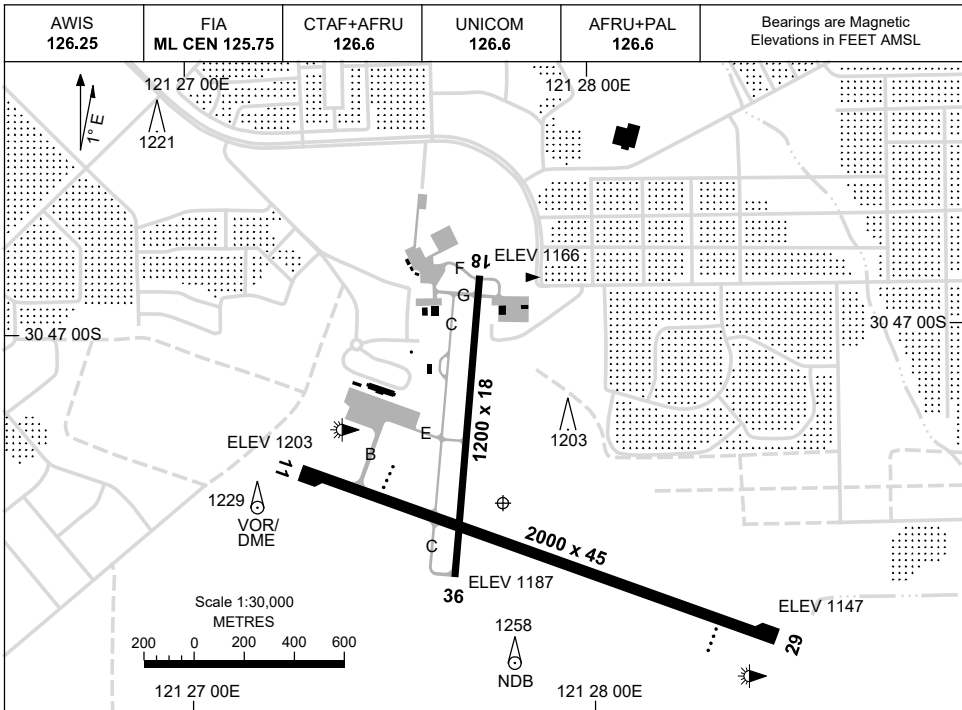 AWIS
126.25
FIA
ML CEN 125.75
CTAF+AFRU
126.6
UNICOM
126.6
AFRU+PAL
126.6
Bearings are Magnetic
Elevations in FEET AMSL
121 27 00E
121 28 00E
1° E
1221
18
ELEV 1166
F
G
C
30 47 00S
30 47 00S
1200 x 18
1203
ELEV 1203
E
B
11
1229
VOR/
DME
C
2000 x 45
ELEV 1187
36
ELEV 1147
29
Scale 1:30,000
METRES
200 0 200 400 600
1258
NDB
121 27 00E
121 28 00E